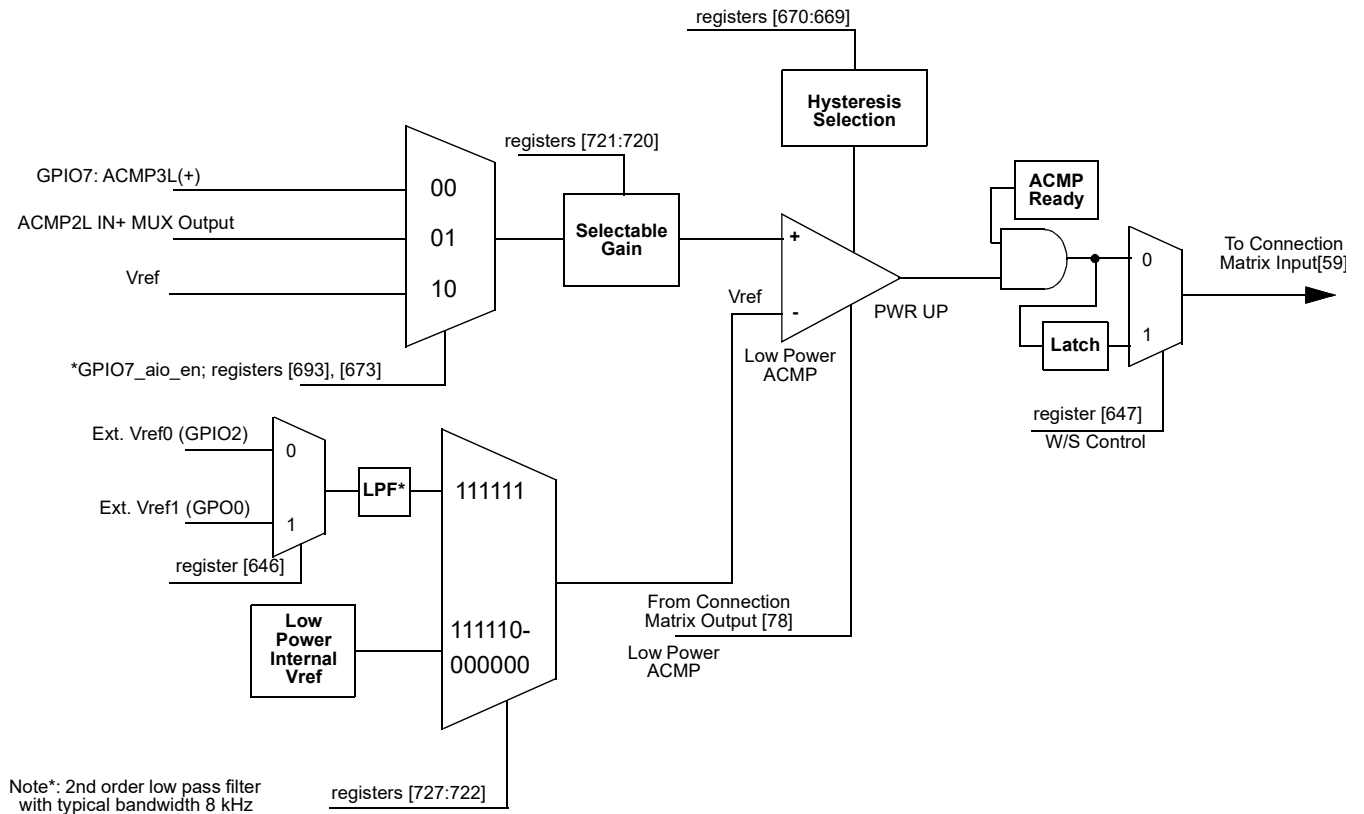 registers [670:669]
Hysteresis
Selection
registers [721:720]
GPIO7: ACMP3L(+)
00
ACMP2L IN+ MUX Output
01
Vref
10
Selectable
Gain
+
Vref
-
PWR UP
Low Power
ACMP
ACMP
Ready
0
To Connection
Matrix Input[59]
Latch
1
register [647]
W/S Control
*GPIO7_aio_en; registers [693], [673]
Ext. Vref0 (GPIO2)
0
LPF*
111111
Ext. Vref1 (GPO0)
1
register [646]
Low
Power
Internal
Vref
111110-
000000
From Connection
Matrix Output [78]
Low Power
ACMP
Note*: 2nd order low pass filter
with typical bandwidth 8 kHz
registers [727:722]